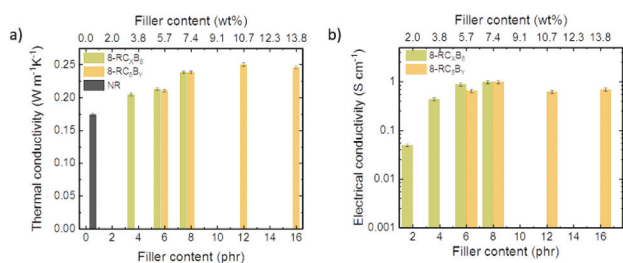 a)
Filler content (wt%)
0.0 2.0 3.8 5.7 7.4 9.1 10.7 12.3 13.8
8-RCXB8
8-RC8BY
NR
Thermal conductivity (W m⁻¹K⁻¹)
0.25
0.20
0.15
0.10
0.05
0.00
0 2 4 6 8 10 12 14 16
Filler content (phr)
b)
Filler content (wt%)
2.0 3.8 5.7 7.4 9.1 10.7 12.3 13.8
8-RCXB8
8-RC8BY
Electrical conductivity (S cm⁻¹)
1
0.1
0.01
0.001
2 4 6 8 10 12 14 16
Filler content (phr)